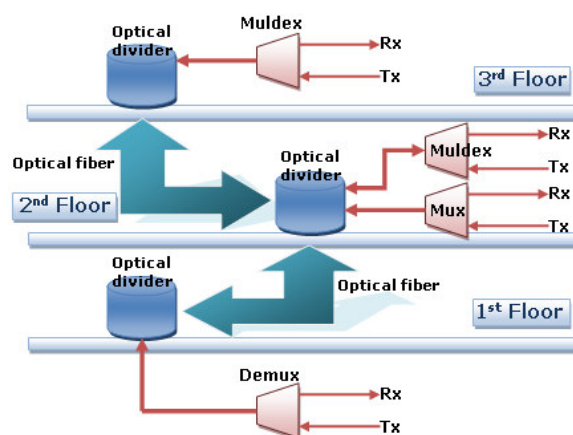 Muldex
Optical
divider
Rx
Tx
3rd Floor
Optical fiber
Optical
divider
Rx
Muldex
Tx
2nd Floor
Rx
Mux
Tx
Optical
divider
Optical fiber
1st Floor
Demux
Rx
Tx